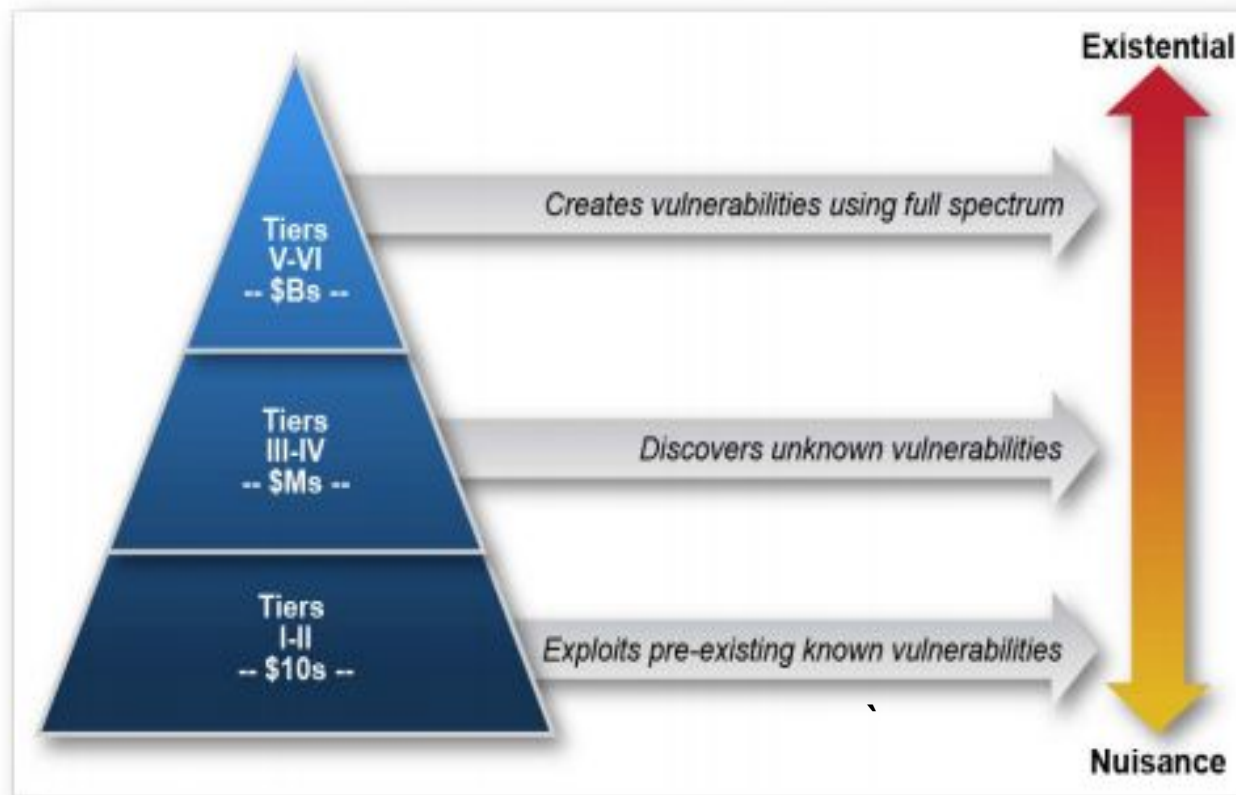 Existential
Creates vulnerabilities using full spectrum
Tiers
V-VI
-- $Bs --
Tiers
III-IV
-- $Ms --
Discovers unknown vulnerabilities
Tiers
I-II
-- $10s --
Exploits pre-existing known vulnerabilities
`
Nuisance